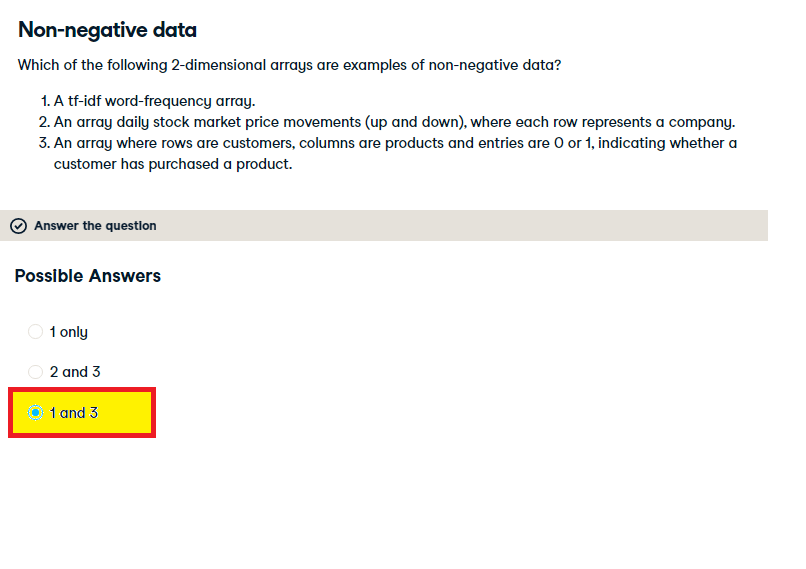 Non-negative data
Which of the following 2-dimensional arrays are examples of non-negative data?
1. A tf-idf word-frequency array.
2. An array daily stock market price movements (up and down), where each row represents a company.
3. An array where rows are customers, columns are products and entries are 0 or 1, indicating whether a
customer has purchased a product.
Answer the question
Possible Answers
1 only
2 and 3
1 and 3